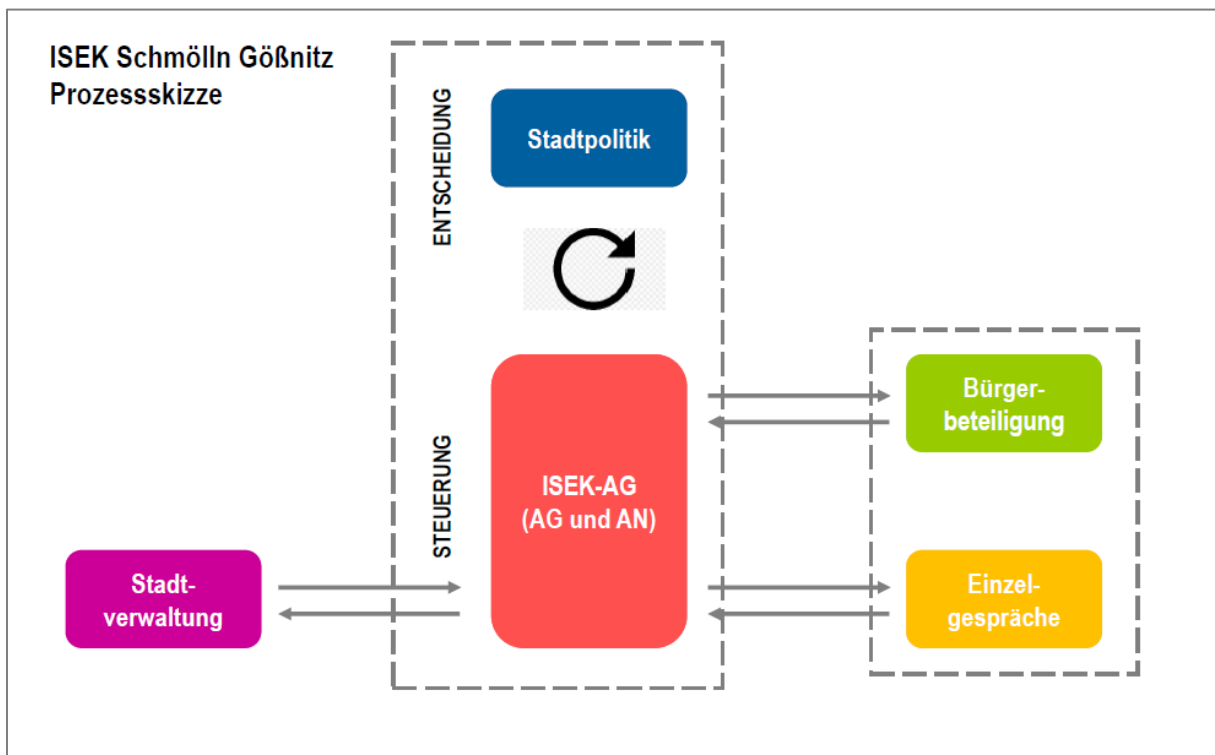 ISEK Schmölln Gößnitz
Prozessskizze
ENTSCHEIDUNG
Stadtpolitik
STEUERUNG
ISEK-AG
(AG und AN)
Bürger-
beteiligung
Stadt-
verwaltung
Einzel-
gespräche